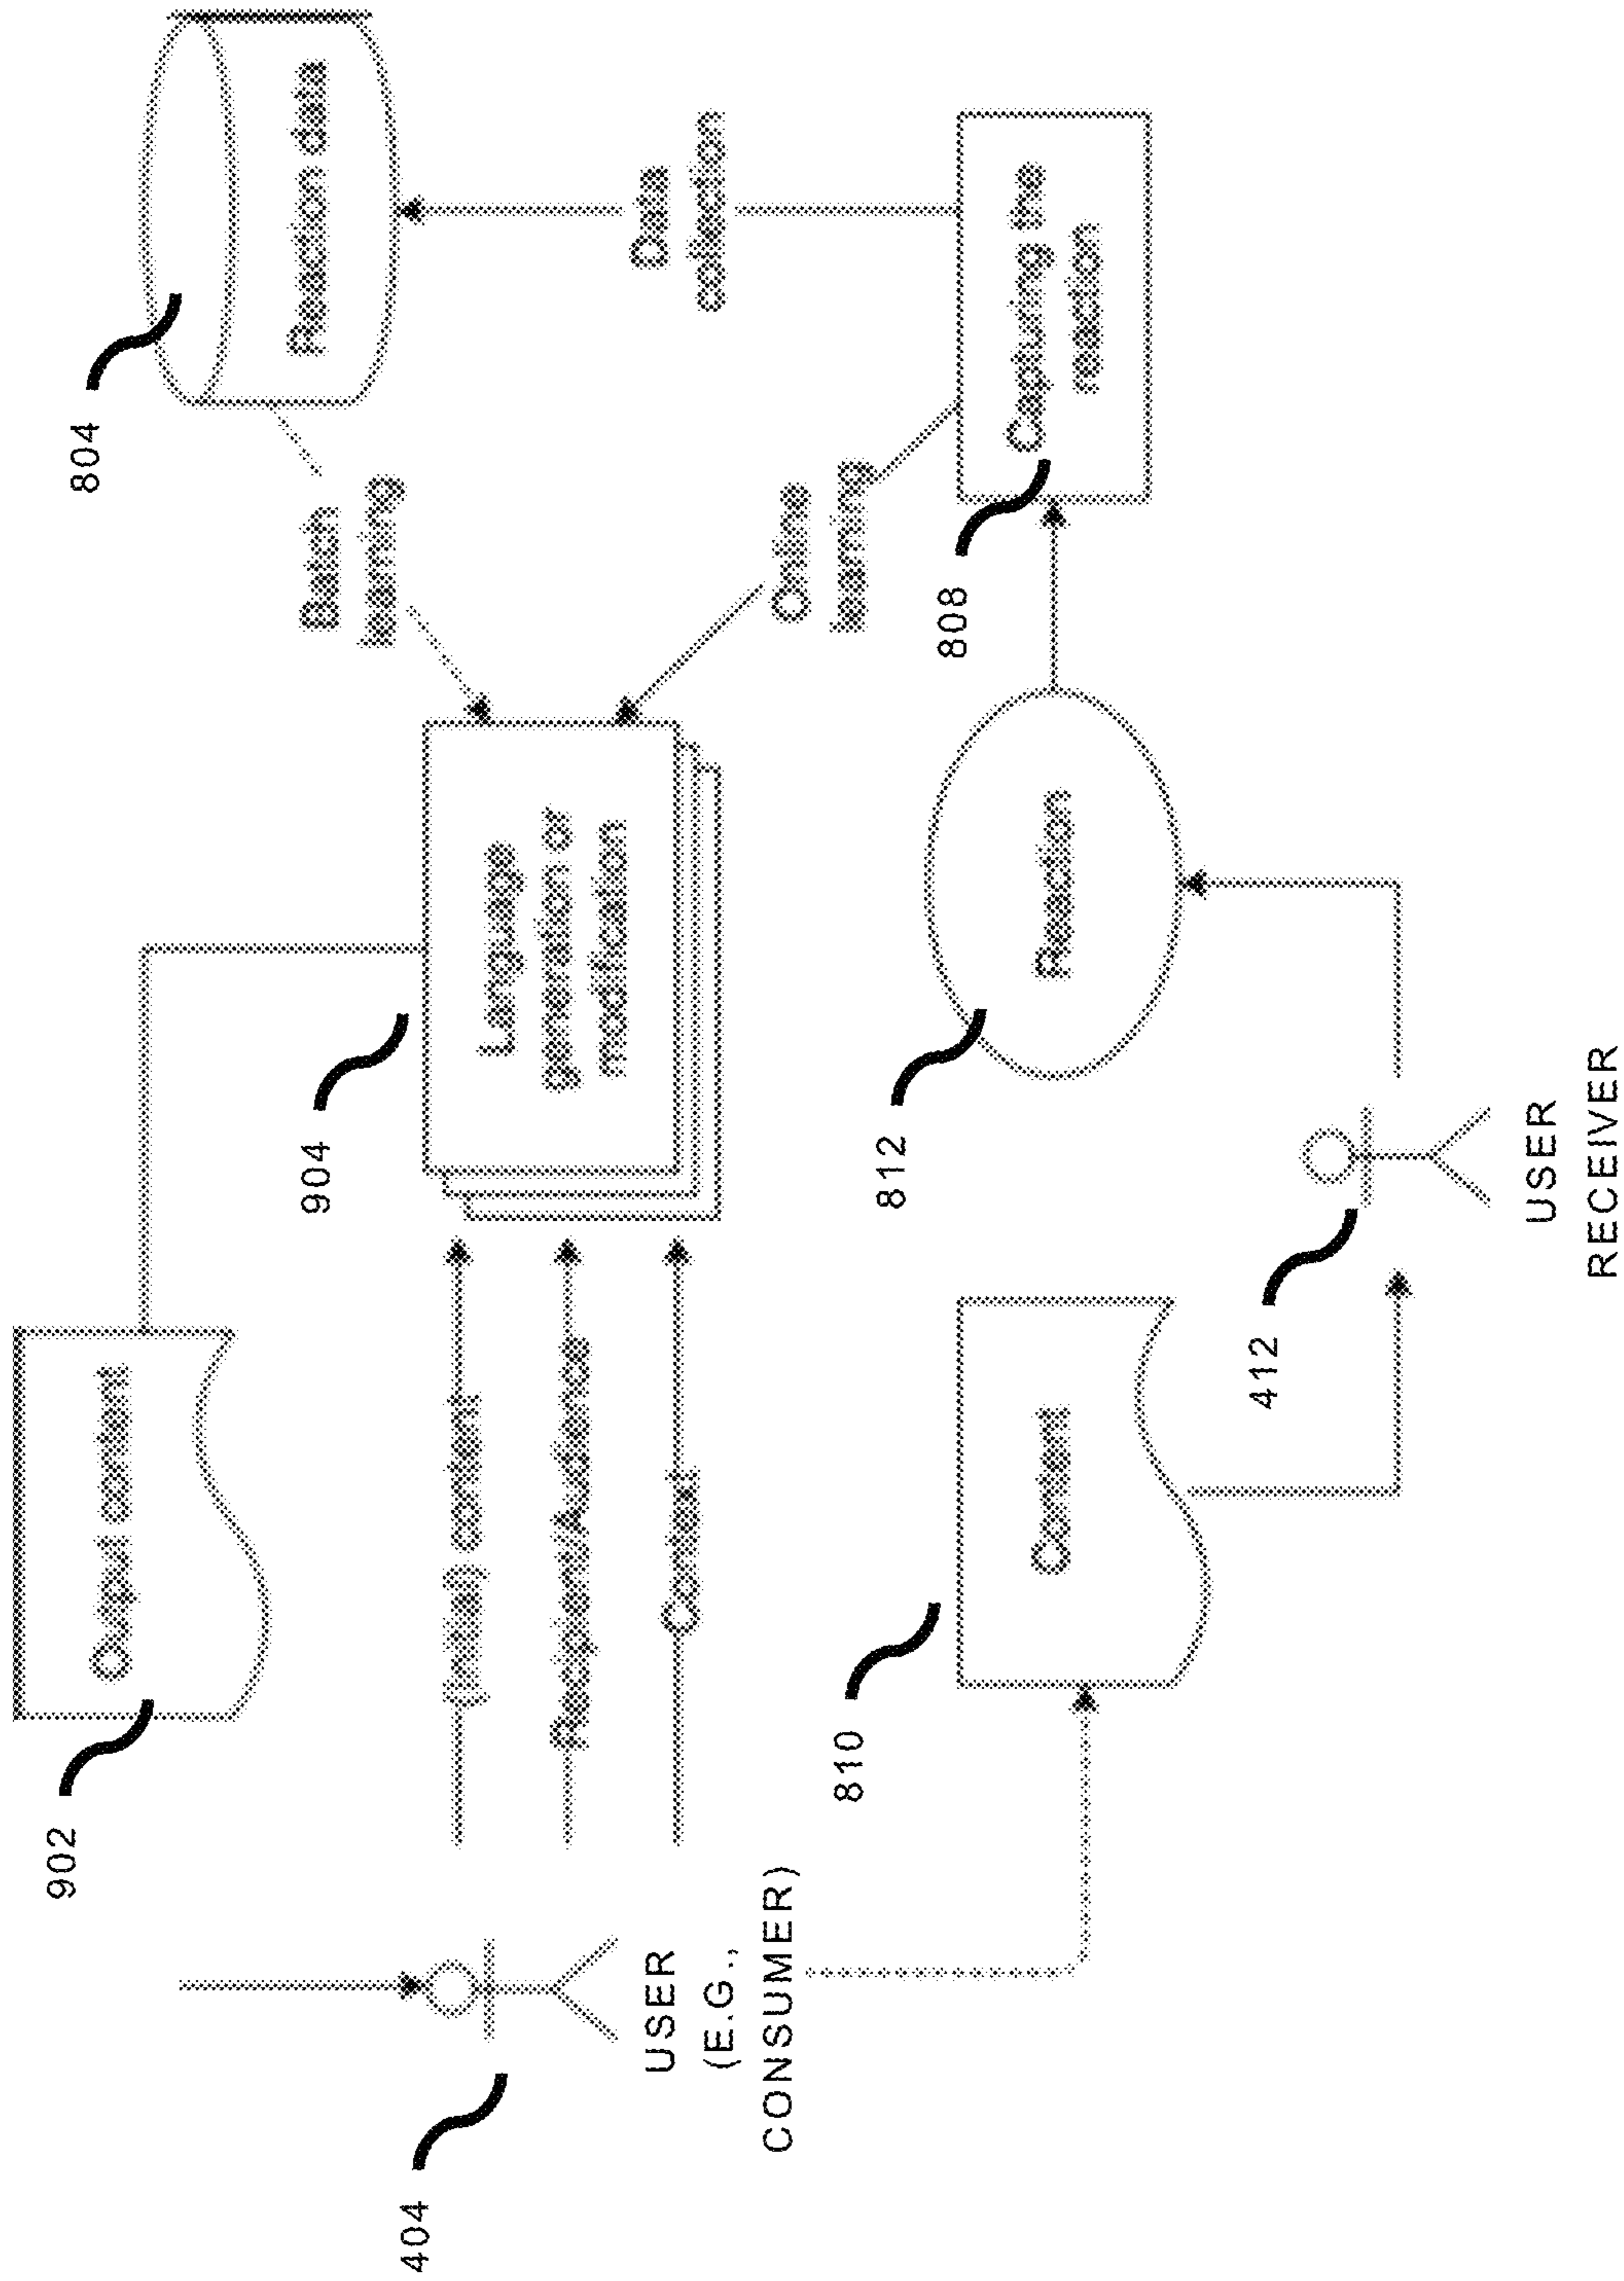 902
Output content
804
Reaction data
904
Language
generation or
modification
Batch
learning
Online
learning
Data
collection
(Initial) content
Recipient/Audience
Context
404
USER
(E.G.,
CONSUMER)
810
Content
812
Reaction
808
Capturing the
reaction
412
USER
RECEIVER